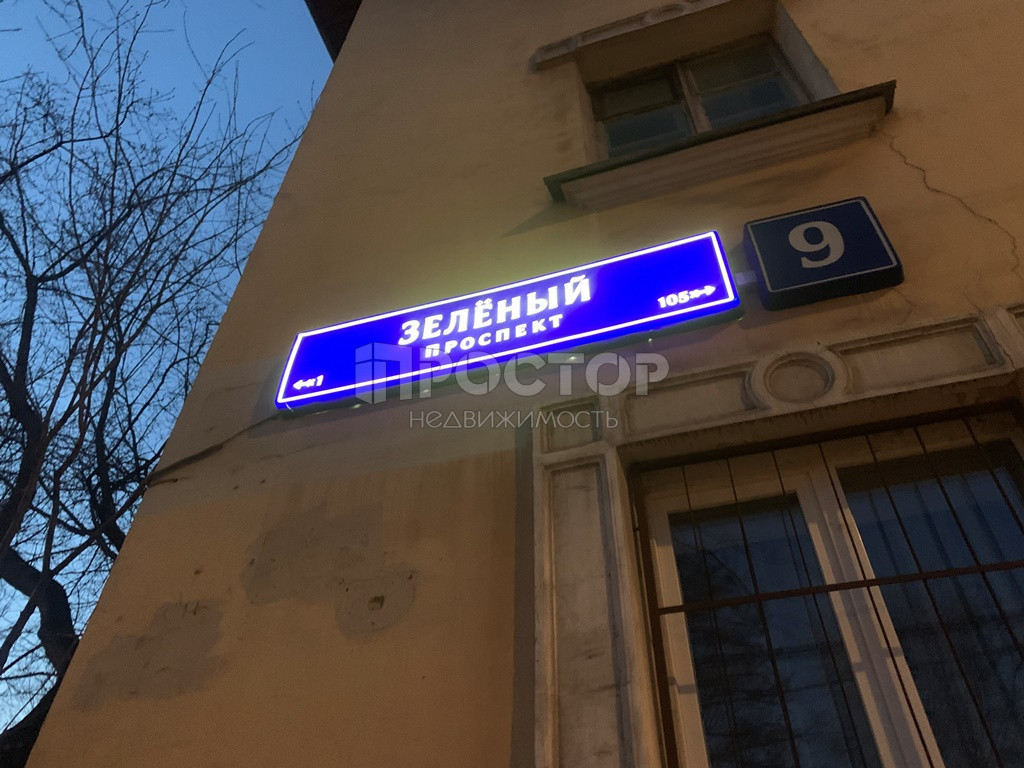 ЗЕЛЁНЫЙ
ПРОСПЕКТ
←«1
105»→
9
ПРОСТОР
НЕДВИЖИМОСТЬ